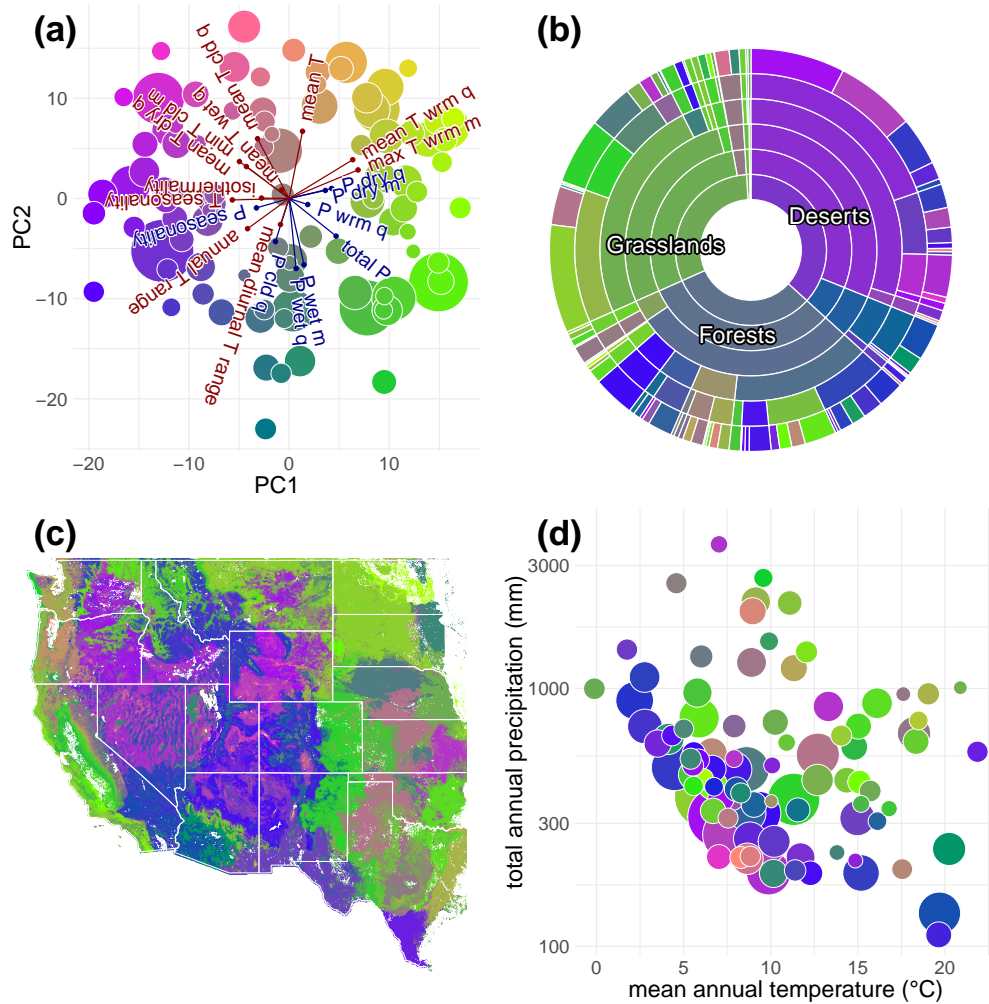 (a)
PC2
10
0
−10
−20
−20
−10
0
10
PC1
mean T
mean T cld q
mean T wet q
min T cld m
mean T dry q
isothermality
T seasonality
P seasonality
annual T range
mean diurnal T range
P cld q
P wet q
P wet m
total P
P wrm q
P dry m
P dry q
max T wrm m
mean T wrm q
(b)
Deserts
Grasslands
Forests
(c)
(d)
total annual precipitation (mm)
3000
1000
300
100
0
5
10
15
20
mean annual temperature (°C)